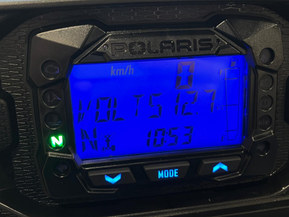 POLARIS
km/h 0
VOLTS 12.7
1053
N
MODE